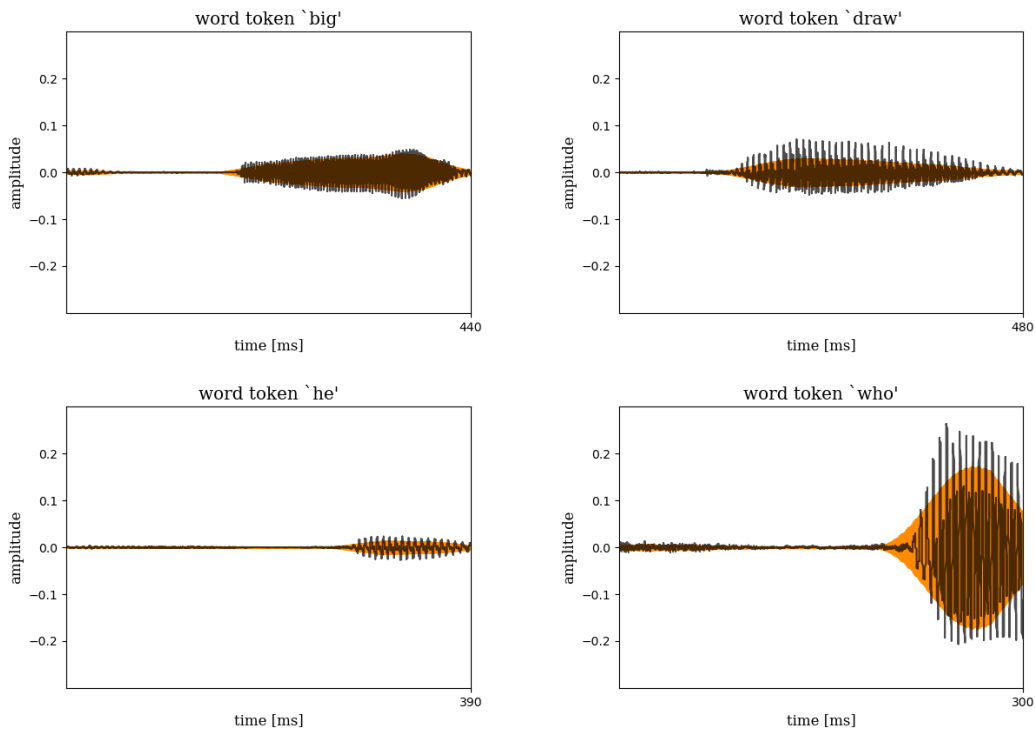 word token `big'
0.2
0.1
0.0
−0.1
−0.2
amplitude
440
time [ms]
word token `draw'
0.2
0.1
0.0
−0.1
−0.2
amplitude
480
time [ms]
word token `he'
0.2
0.1
0.0
−0.1
−0.2
amplitude
390
time [ms]
word token `who'
0.2
0.1
0.0
−0.1
−0.2
amplitude
300
time [ms]